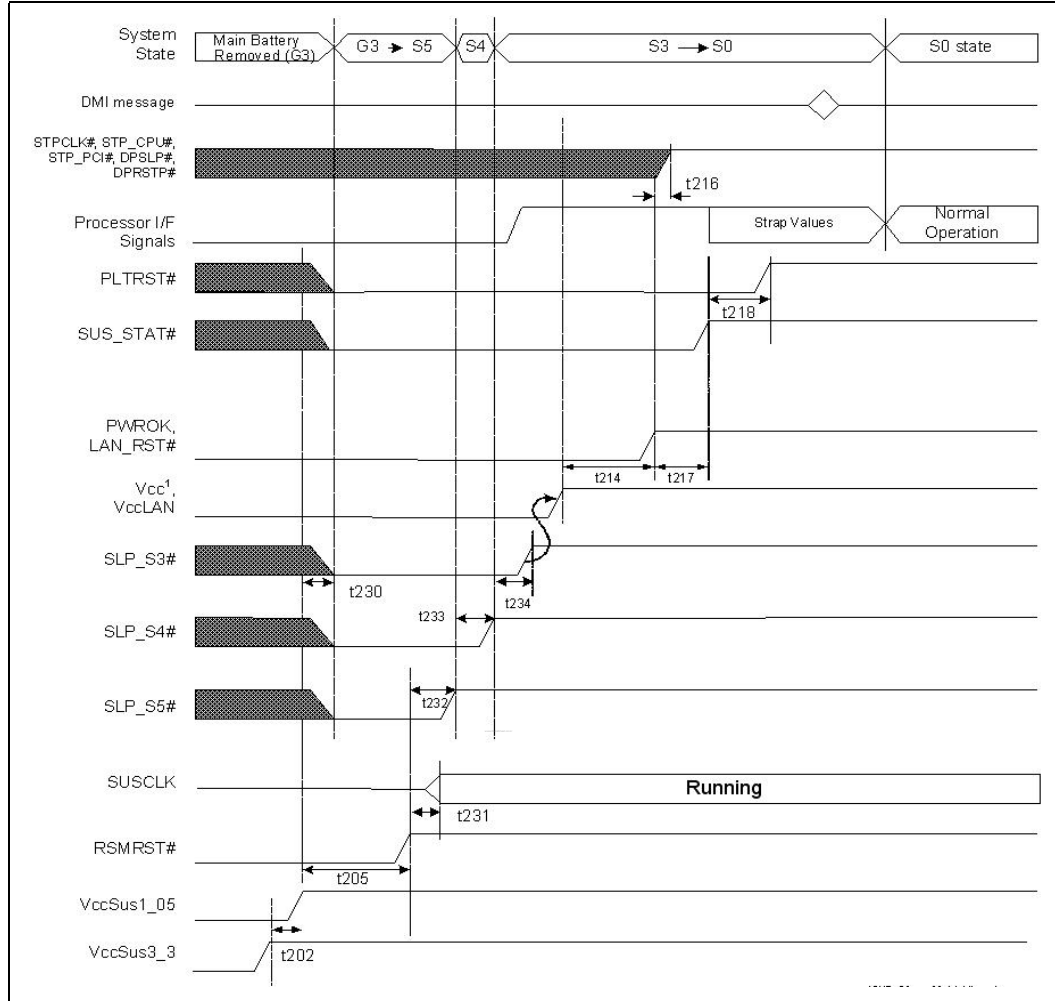 System
State
Main Battery
Removed (G3)
G3 → S5
S4
S3 → S0
S0 state
DMI message
STPCLK#, STP_CPU#,
STP_PCI#, DPSLP#,
DPRSTP#
t216
Processor I/F
Signals
Strap Values
Normal
Operation
PLTRST#
t218
SUS_STAT#
PWROK,
LAN_RST#
t214
t217
Vcc¹,
VccLAN
SLP_S3#
t230
t234
t233
SLP_S4#
SLP_S5#
t232
SUSCLK
Running
t231
RSMRST#
t205
VccSus1_05
VccSus3_3
t202